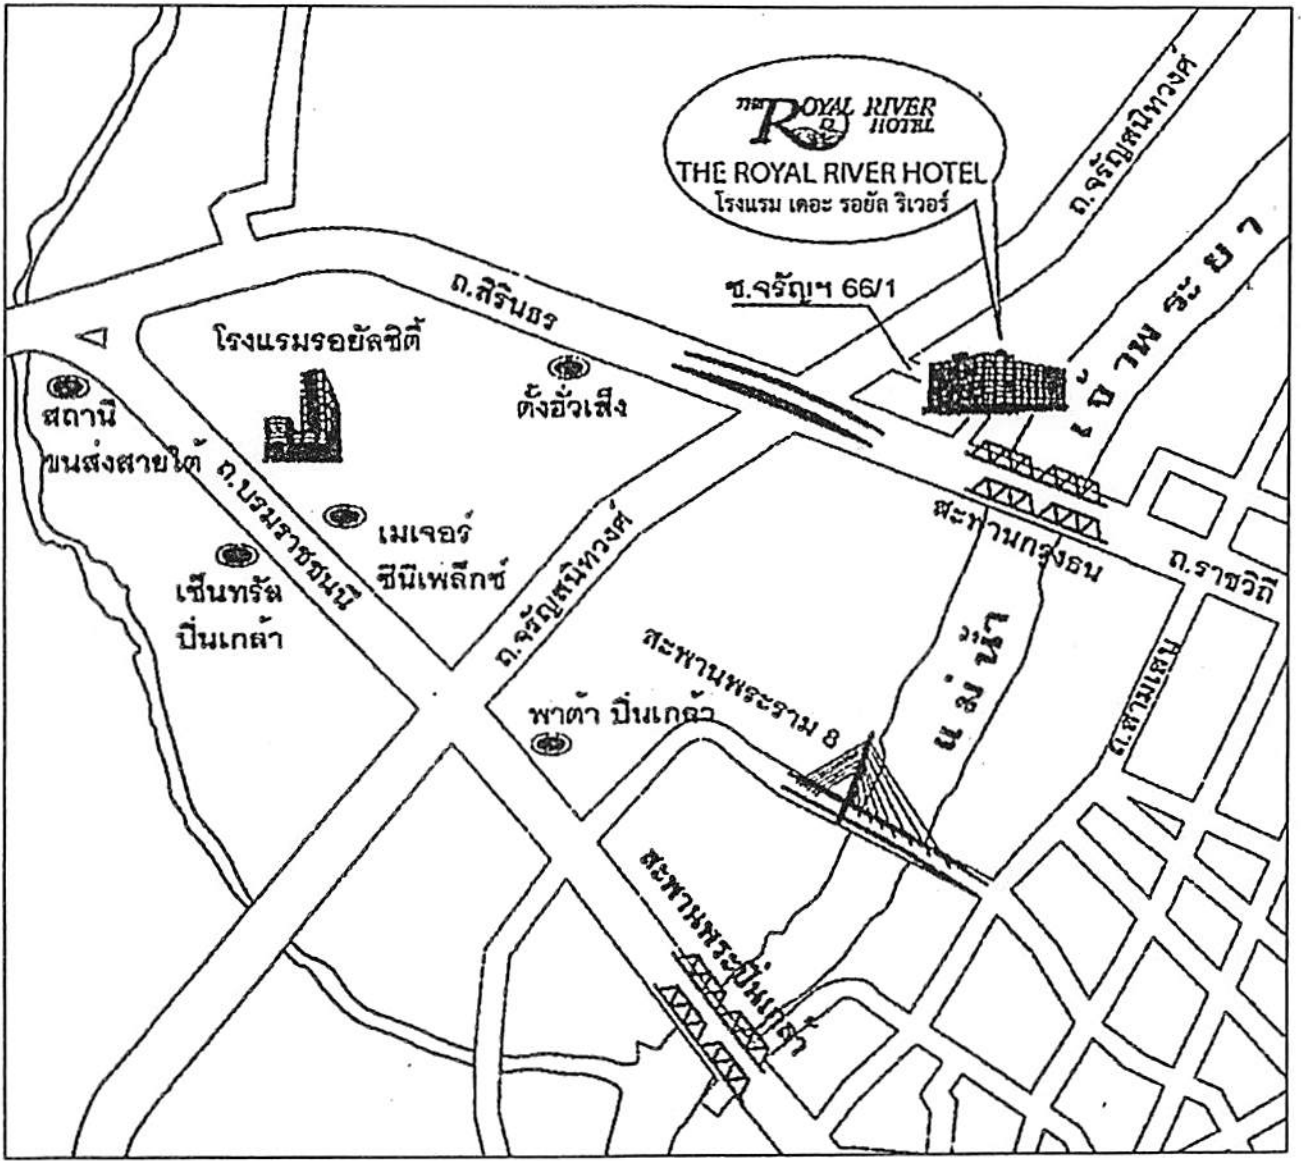 THE ROYAL RIVER
HOTEL
THE ROYAL RIVER HOTEL
โรงแรม เดอะ รอยัล ริเวอร์
ถ.จรัญสนิทวงศ์
ถ.สิรินธร
ซ.จรัญฯ 66/1
แม่น้ำ
เจ้าพระยา
โรงแรมรอยัลซิตี้
สถานี
ขนส่งสายใต้
ตั้งฮั่วเส็ง
ถ.บรมราชชนนี
เมเจอร์
ซีนีเพล็กซ์
เซ็นทรัล
ปิ่นเกล้า
ถ.จรัญสนิทวงศ์
สะพานกรุงธน
ถ.ราชวิถี
ถ.สามเสน
สะพานพระราม 8
พาต้า ปิ่นเกล้า
สะพานพระปิ่นเกล้า